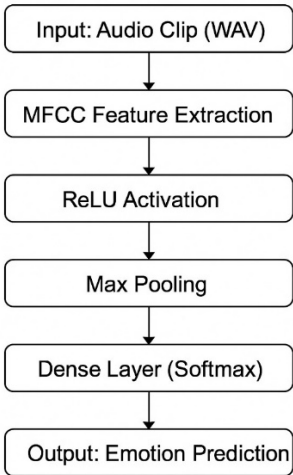 Input: Audio Clip (WAV)
MFCC Feature Extraction
ReLU Activation
Max Pooling
Dense Layer (Softmax)
Output: Emotion Prediction